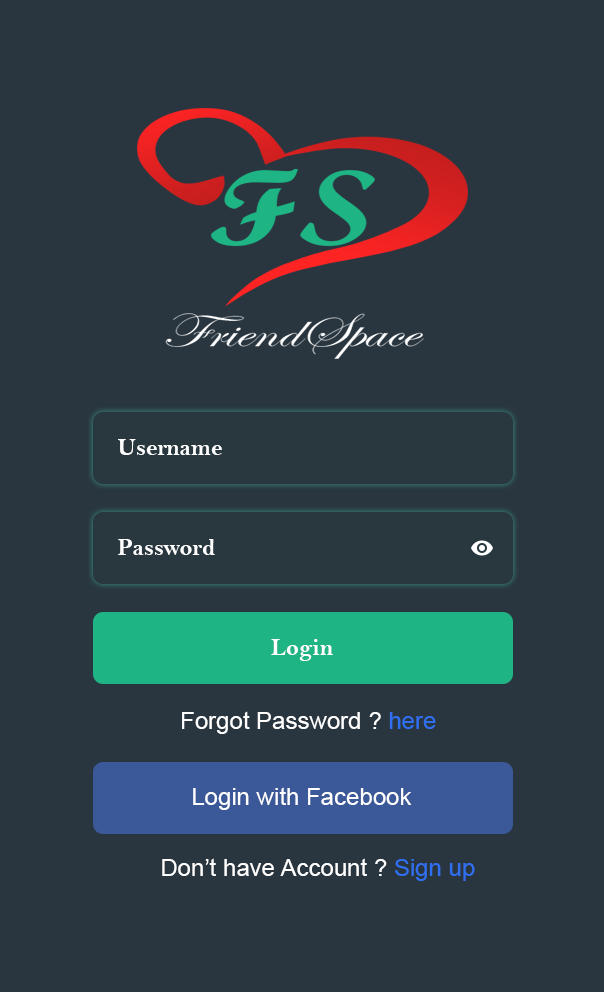 FS
FriendSpace
Username
Password
Login
Forgot Password ? here
Login with Facebook
Don’t have Account ? Sign up